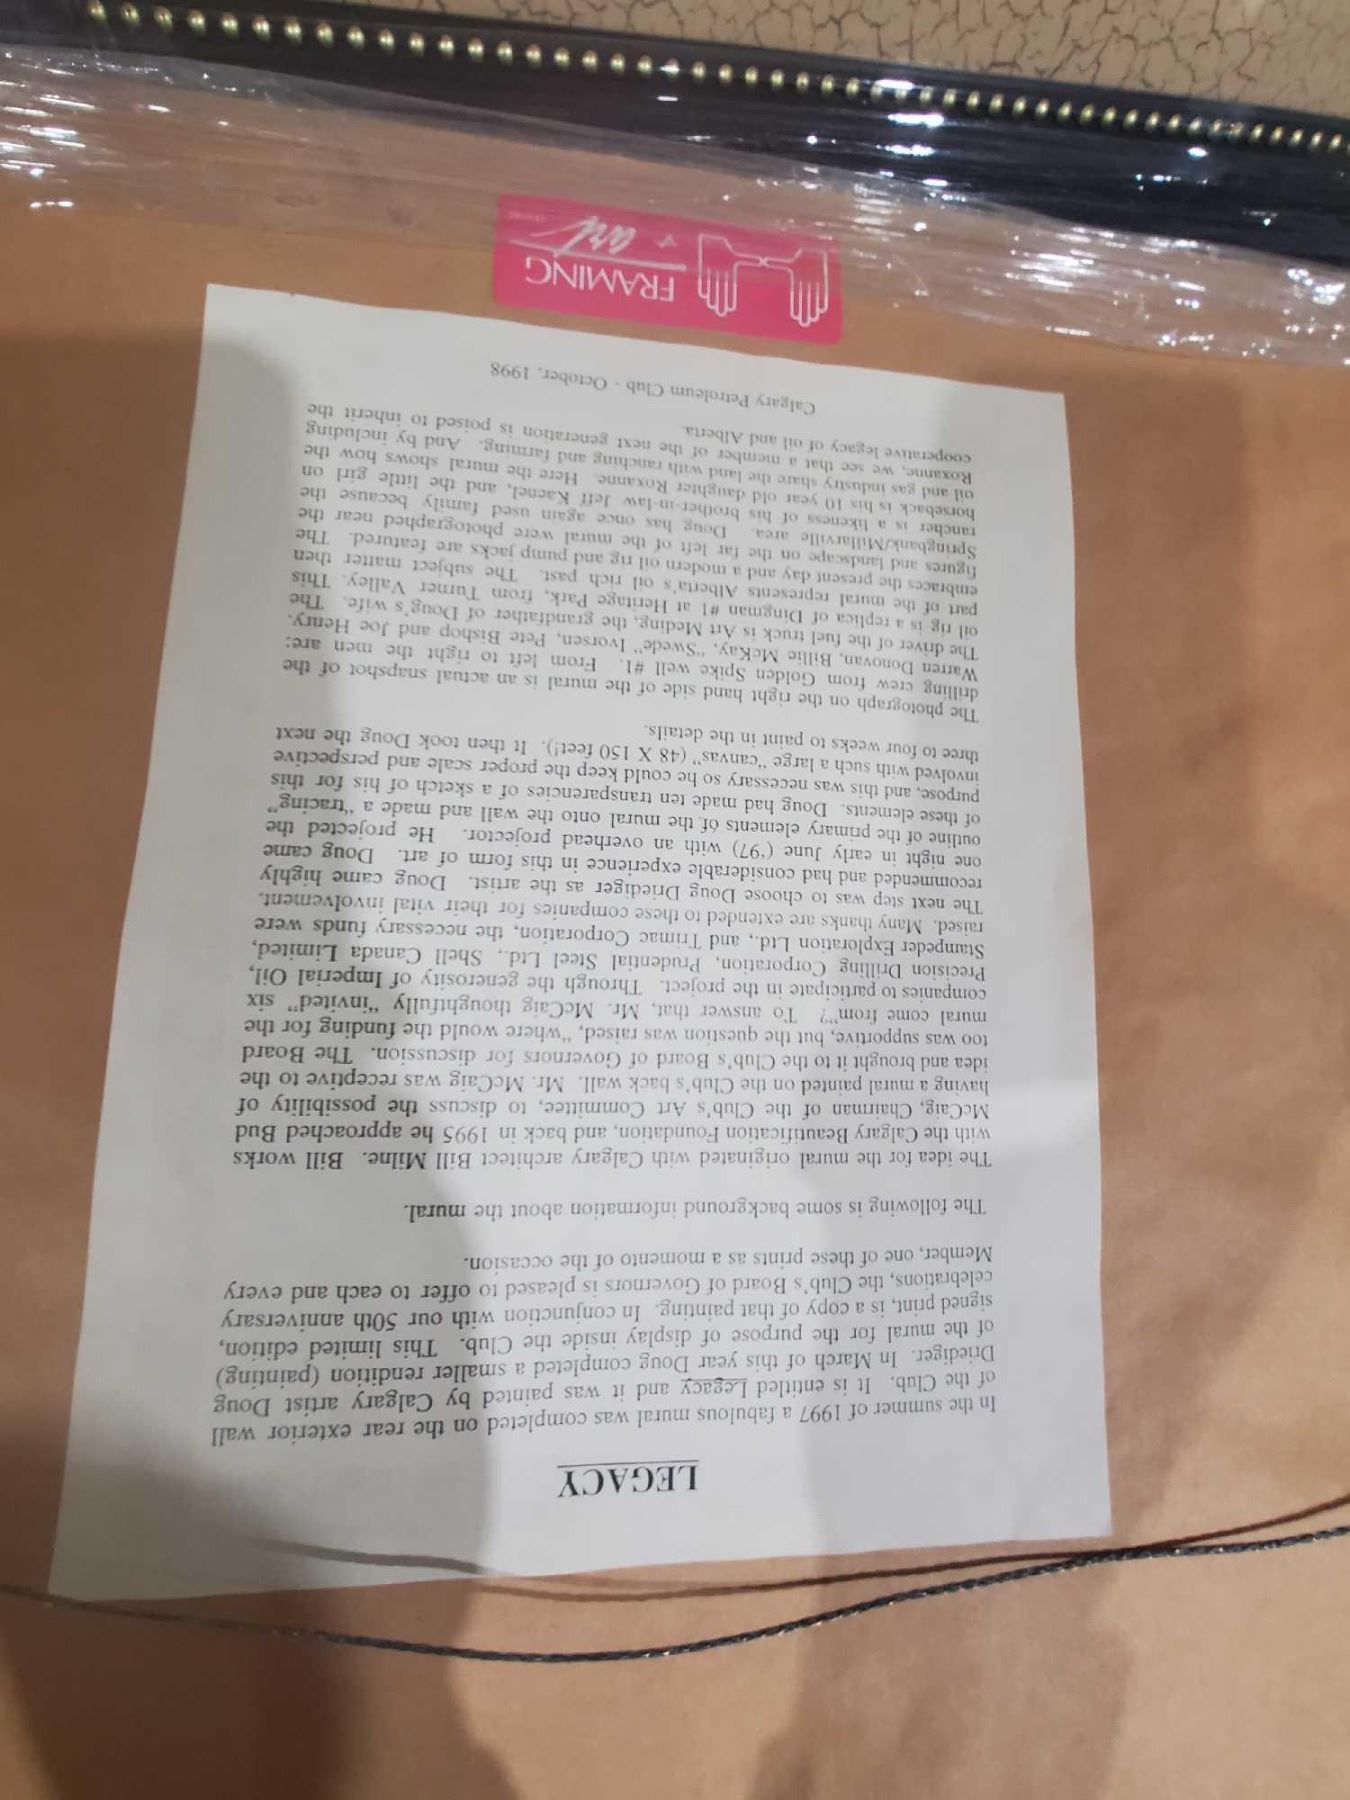 LEGACY
In the summer of 1997 a fabulous mural was completed on the rear exterior wall
of the Club. It is entitled Legacy and it was painted by Calgary artist Doug
Driediger. In March of this year Doug completed a smaller rendition (painting)
of the mural for the purpose of display inside the Club. This limited edition,
signed print, is a copy of that painting. In conjunction with our 50th anniversary
celebrations, the Club's Board of Governors is pleased to offer to each and every
Member, one of these prints as a momento of the occasion.
The following is some background information about the mural.
The idea for the mural originated with Calgary architect Bill Milne. Bill works
with the Calgary Beautification Foundation, and back in 1995 he approached Bud
McCaig, Chairman of the Club's Art Committee, to discuss the possibility of
having a mural painted on the Club's back wall. Mr. McCaig was receptive to the
idea and brought it to the Club's Board of Governors for discussion. The Board
too was supportive, but the question was raised, "where would the funding for the
mural come from"? To answer that, Mr. McCaig thoughtfully "invited" six
companies to participate in the project. Through the generosity of Imperial Oil,
Precision Drilling Corporation, Prudential Steel Ltd., Shell Canada Limited,
Stampeder Exploration Ltd., and Trimac Corporation, the necessary funds were
raised. Many thanks are extended to these companies for their vital involvement.
The next step was to choose Doug Driediger as the artist. Doug came highly
recommended and had considerable experience in this form of art. Doug came
one night in early June ('97) with an overhead projector. He projected the
outline of the primary elements of the mural onto the wall and made a "tracing"
of these elements. Doug had made ten transparencies of a sketch of his for this
purpose, and this was necessary so he could keep the proper scale and perspective
involved with such a large "canvas" (48 X 150 feet!). It then took Doug the next
three to four weeks to paint in the details.
The photograph on the right hand side of the mural is an actual snapshot of the
drilling crew from Golden Spike well #1. From left to right the men are:
Warren Donovan, Billie McKay, "Swede" Iversen, Pete Bishop and Joe Henry.
The driver of the fuel truck is Art Meding, the grandfather of Doug's wife. The
oil rig is a replica of Dingman #1 at Heritage Park, from Turner Valley. This
part of the mural represents Alberta's oil rich past. The subject matter then
embraces the present day and a modern oil rig and pump jacks are featured. The
figures and landscape on the far left of the mural were photographed near the
Springbank/Millarville area. Doug has once again used family because the
rancher is a likeness of his brother-in-law Jeff Kaenel, and the little girl on
horseback is his 10 year old daughter Roxanne. Here the mural shows how the
oil and gas industry share the land with ranching and farming. And by including
Roxanne, we see that a member of the next generation is poised to inherit the
cooperative legacy of oil and Alberta.
Calgary Petroleum Club - October, 1998
FRAMING
+ art